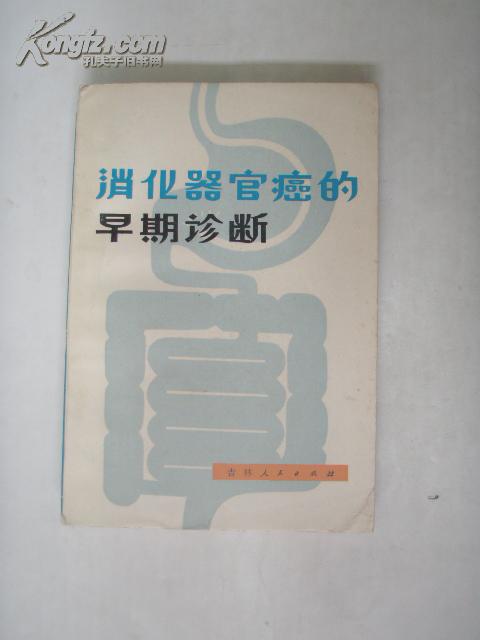 Kongfz.com
孔夫子旧书网
消化器官癌的
早期诊断
吉林人民出版社